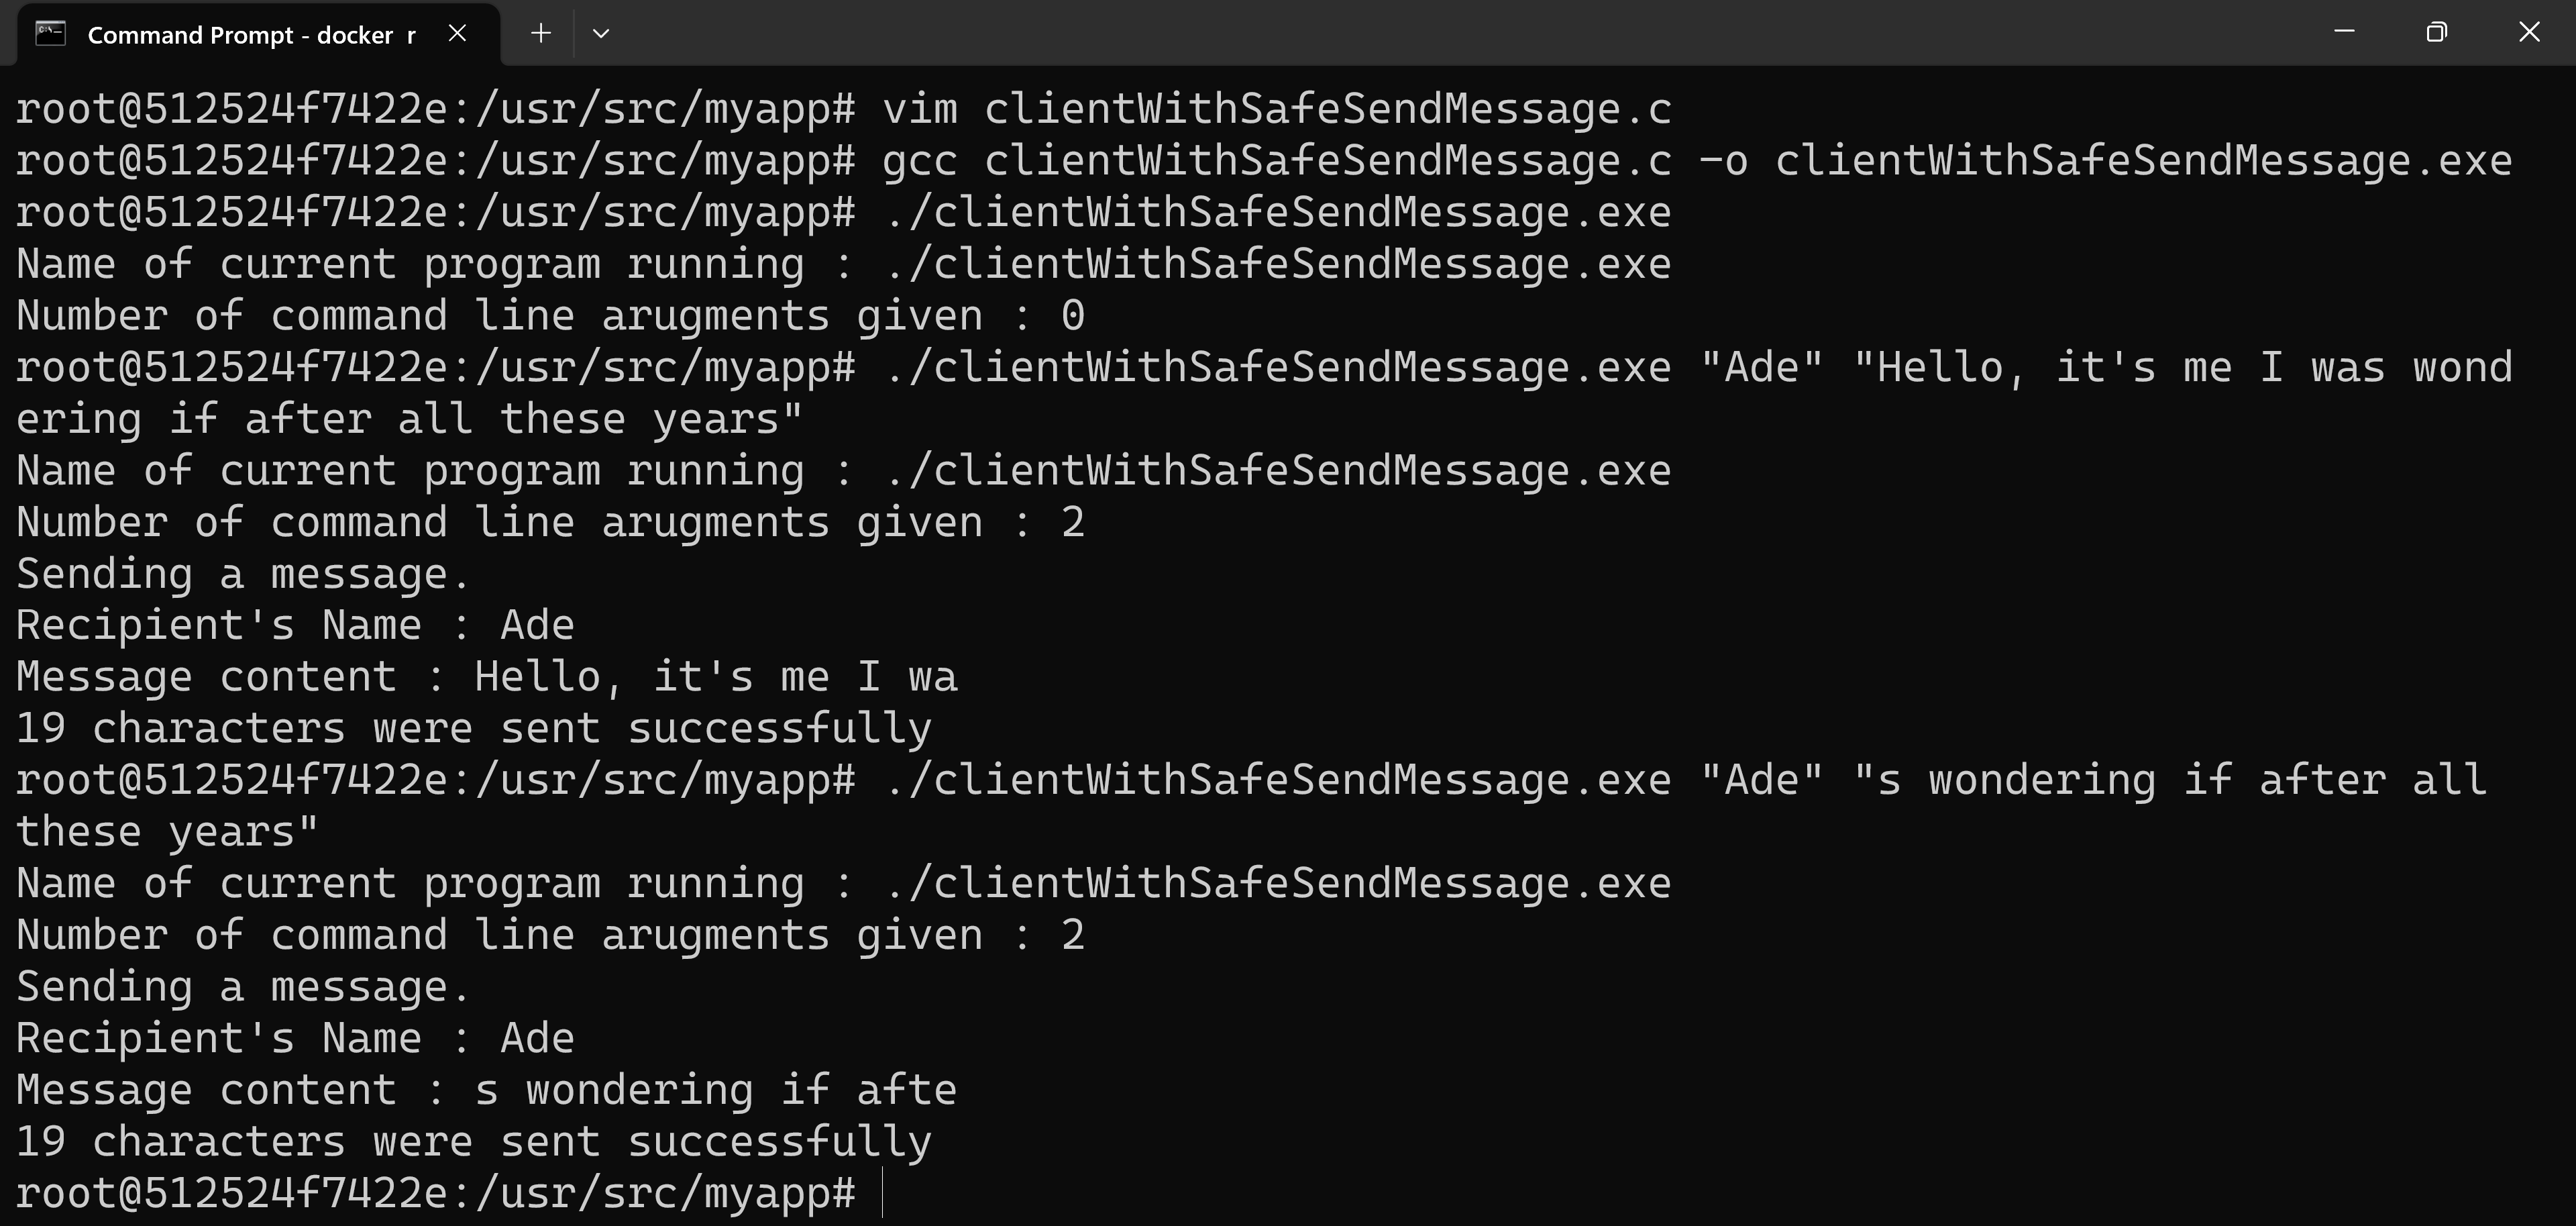 Command Prompt - docker  r
root@512524f7422e:/usr/src/myapp# vim clientWithSafeSendMessage.c
root@512524f7422e:/usr/src/myapp# gcc clientWithSafeSendMessage.c -o clientWithSafeSendMessage.exe
root@512524f7422e:/usr/src/myapp# ./clientWithSafeSendMessage.exe
Name of current program running : ./clientWithSafeSendMessage.exe
Number of command line arugments given : 0
root@512524f7422e:/usr/src/myapp# ./clientWithSafeSendMessage.exe "Ade" "Hello, it's me I was wond
ering if after all these years"
Name of current program running : ./clientWithSafeSendMessage.exe
Number of command line arugments given : 2
Sending a message.
Recipient's Name : Ade
Message content : Hello, it's me I wa
19 characters were sent successfully
root@512524f7422e:/usr/src/myapp# ./clientWithSafeSendMessage.exe "Ade" "s wondering if after all
these years"
Name of current program running : ./clientWithSafeSendMessage.exe
Number of command line arugments given : 2
Sending a message.
Recipient's Name : Ade
Message content : s wondering if afte
19 characters were sent successfully
root@512524f7422e:/usr/src/myapp#